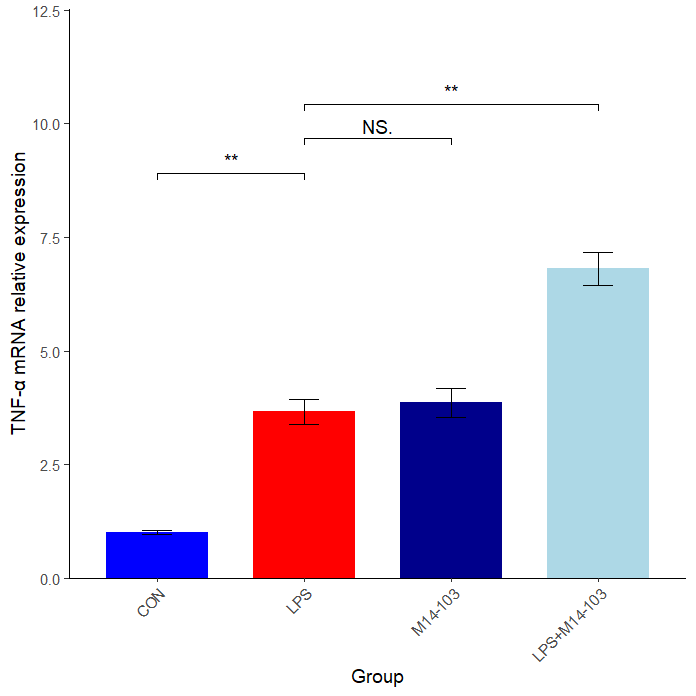 12.5
10.0
7.5
5.0
2.5
0.0
TNF-α mRNA relative expression
**
NS.
**
CON
LPS
M14-103
LPS+M14-103
Group